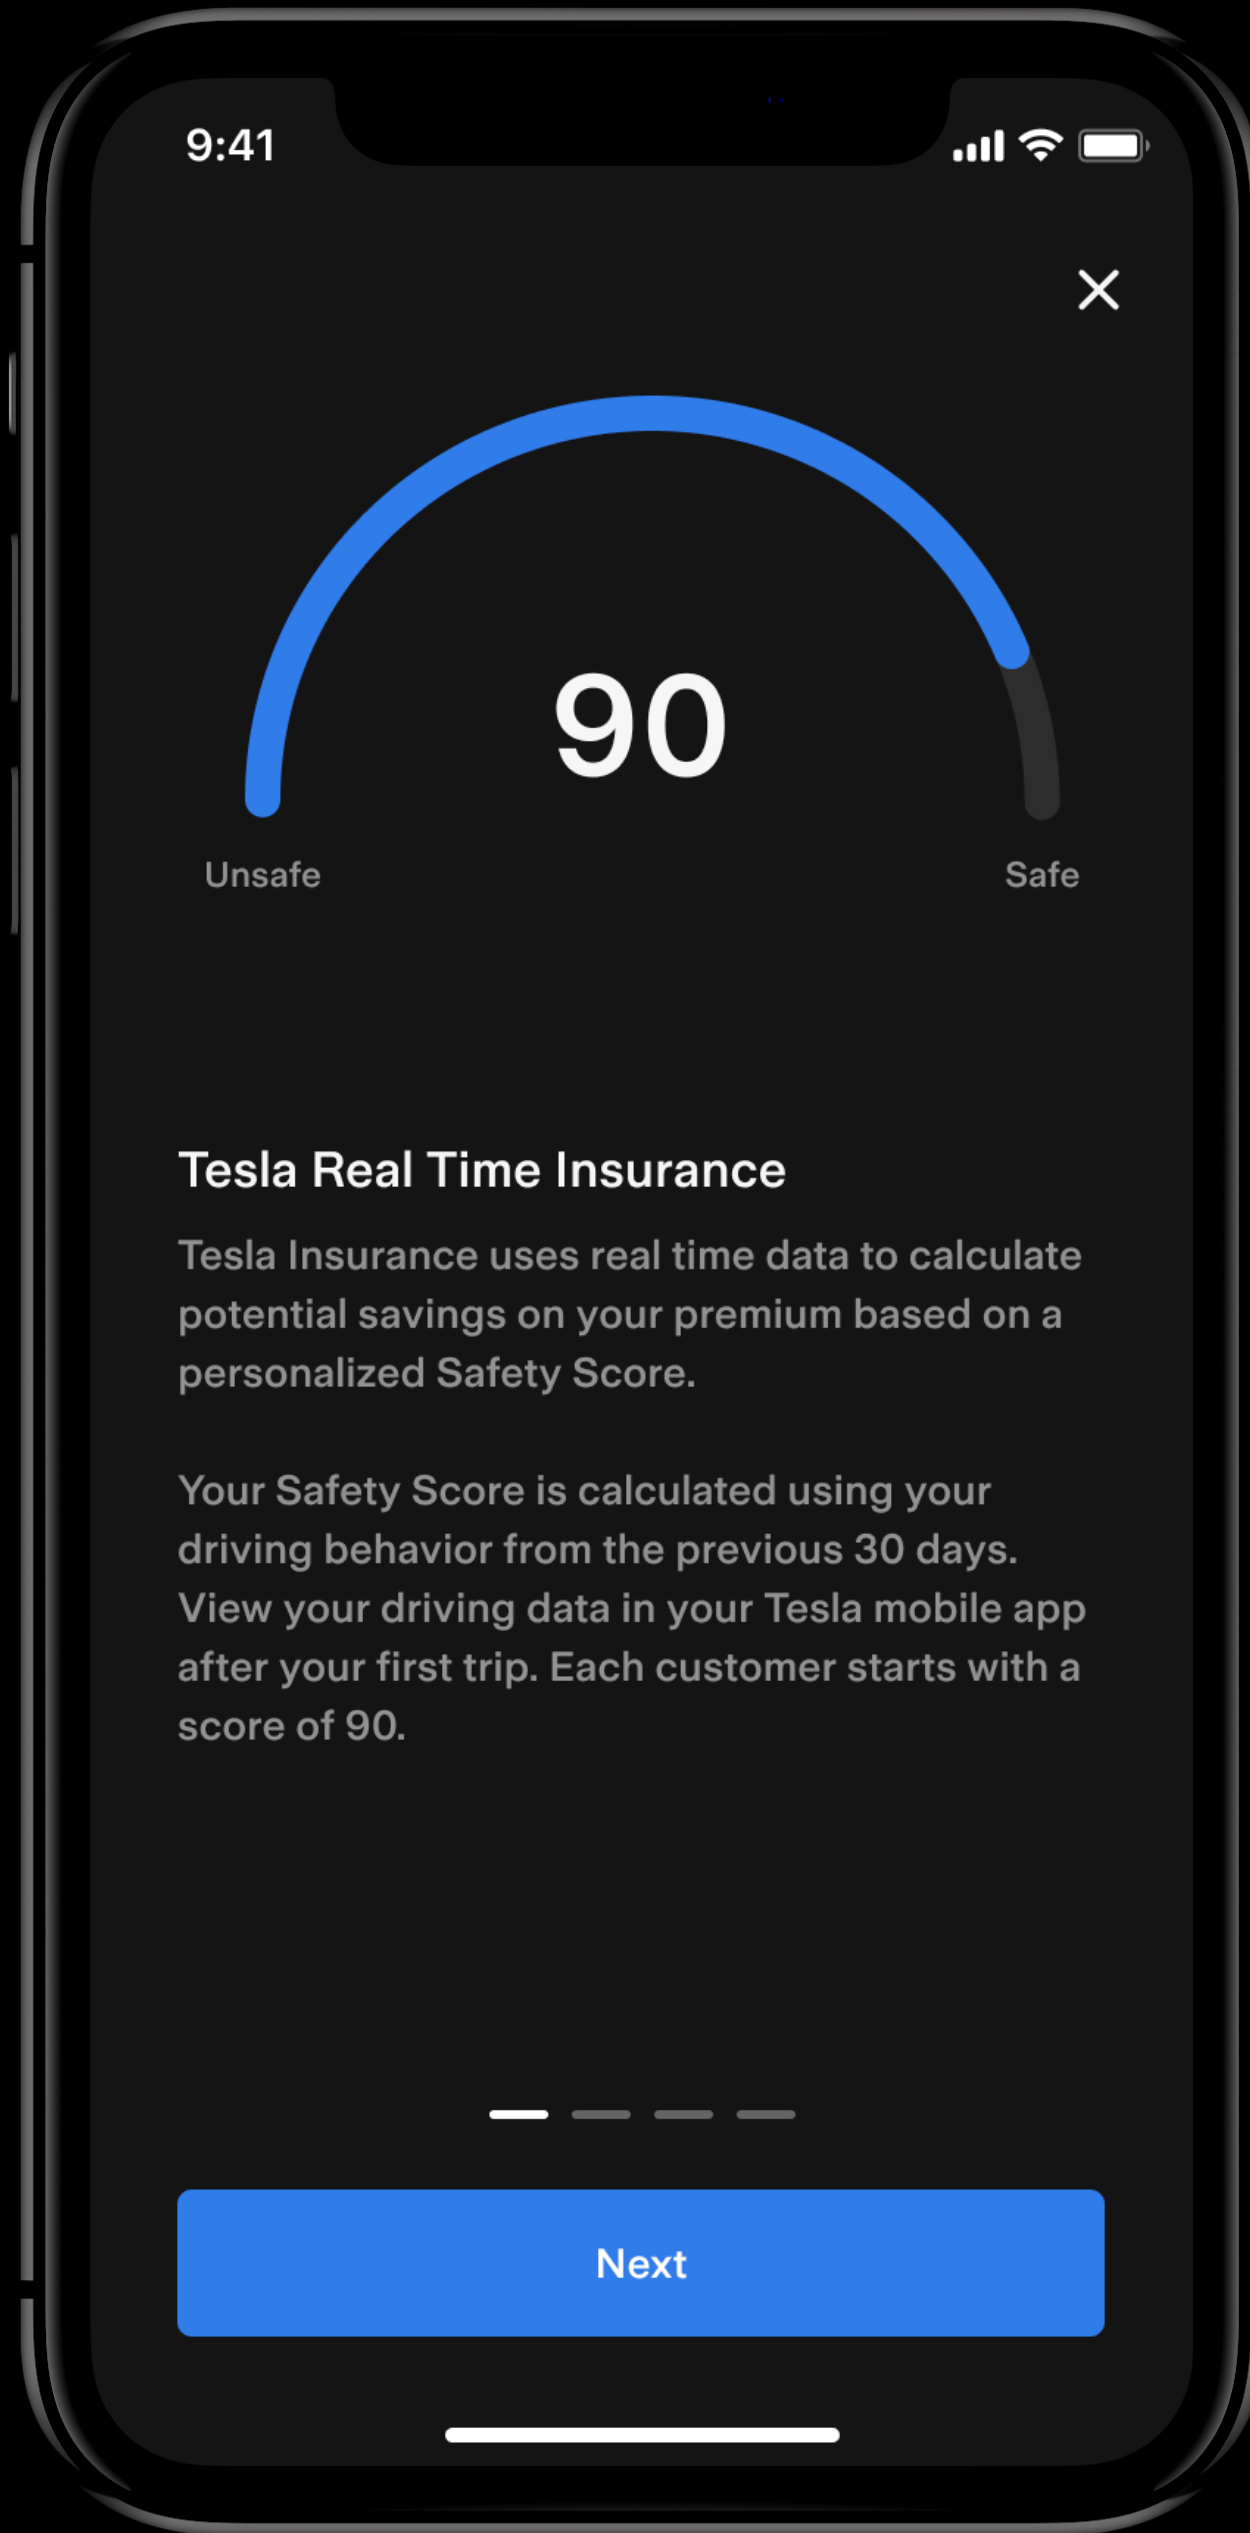 9:41
90
Unsafe
Safe
Tesla Real Time Insurance
Tesla Insurance uses real time data to calculate
potential savings on your premium based on a
personalized Safety Score.
Your Safety Score is calculated using your
driving behavior from the previous 30 days.
View your driving data in your Tesla mobile app
after your first trip. Each customer starts with a
score of 90.
Next